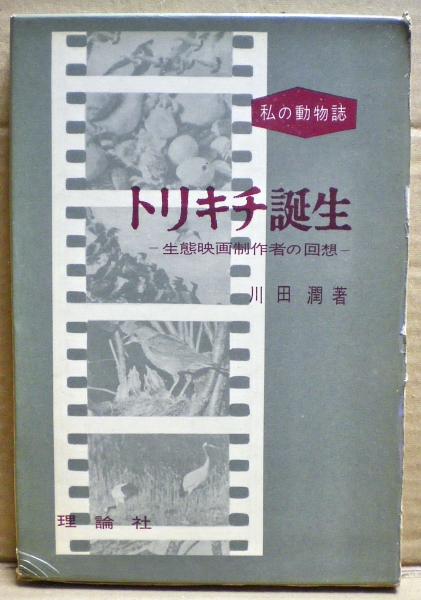 私の動物誌
トリキチ誕生
－生態映画制作者の回想－
川田潤著
理論社